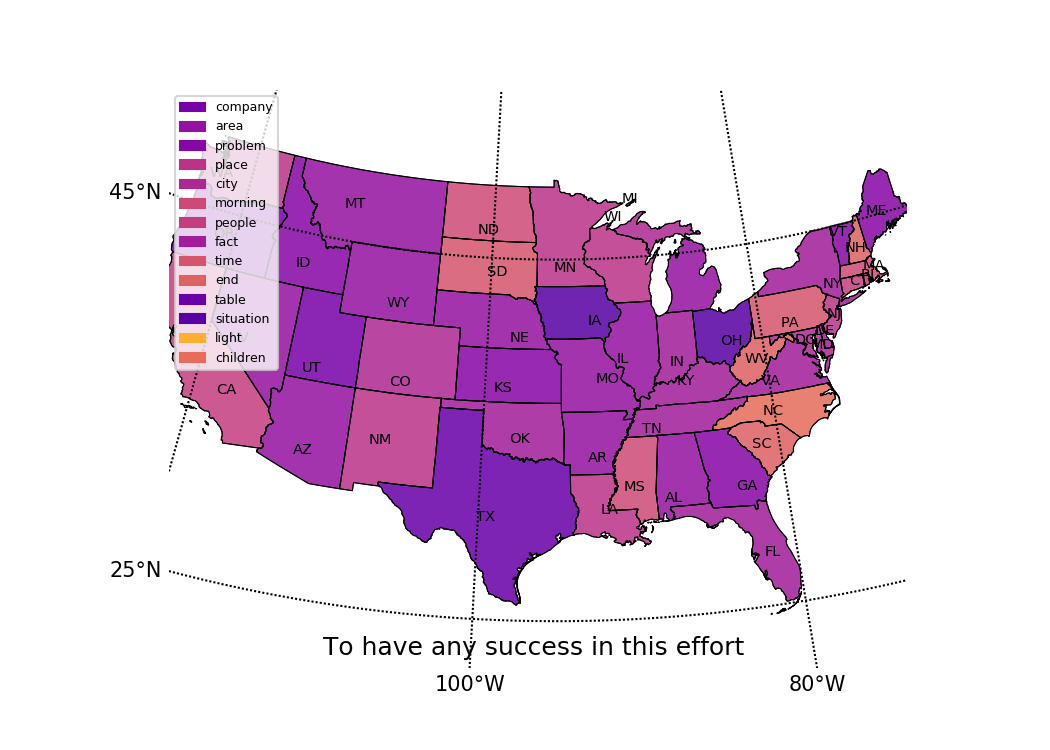 company
area
problem
place
city
morning
people
fact
time
end
table
situation
light
children
45°N
25°N
100°W
80°W
MT
ND
MI
WI
ME
VT
NH
MA
RI
CT
NY
ID
SD
MN
WY
IA
NE
PA
NJ
DE
DC
MD
OH
UT
CO
KS
MO
IL
IN
KY
WV
VA
CA
AZ
NM
OK
AR
TN
NC
SC
MS
AL
GA
LA
TX
FL
To have any success in this effort